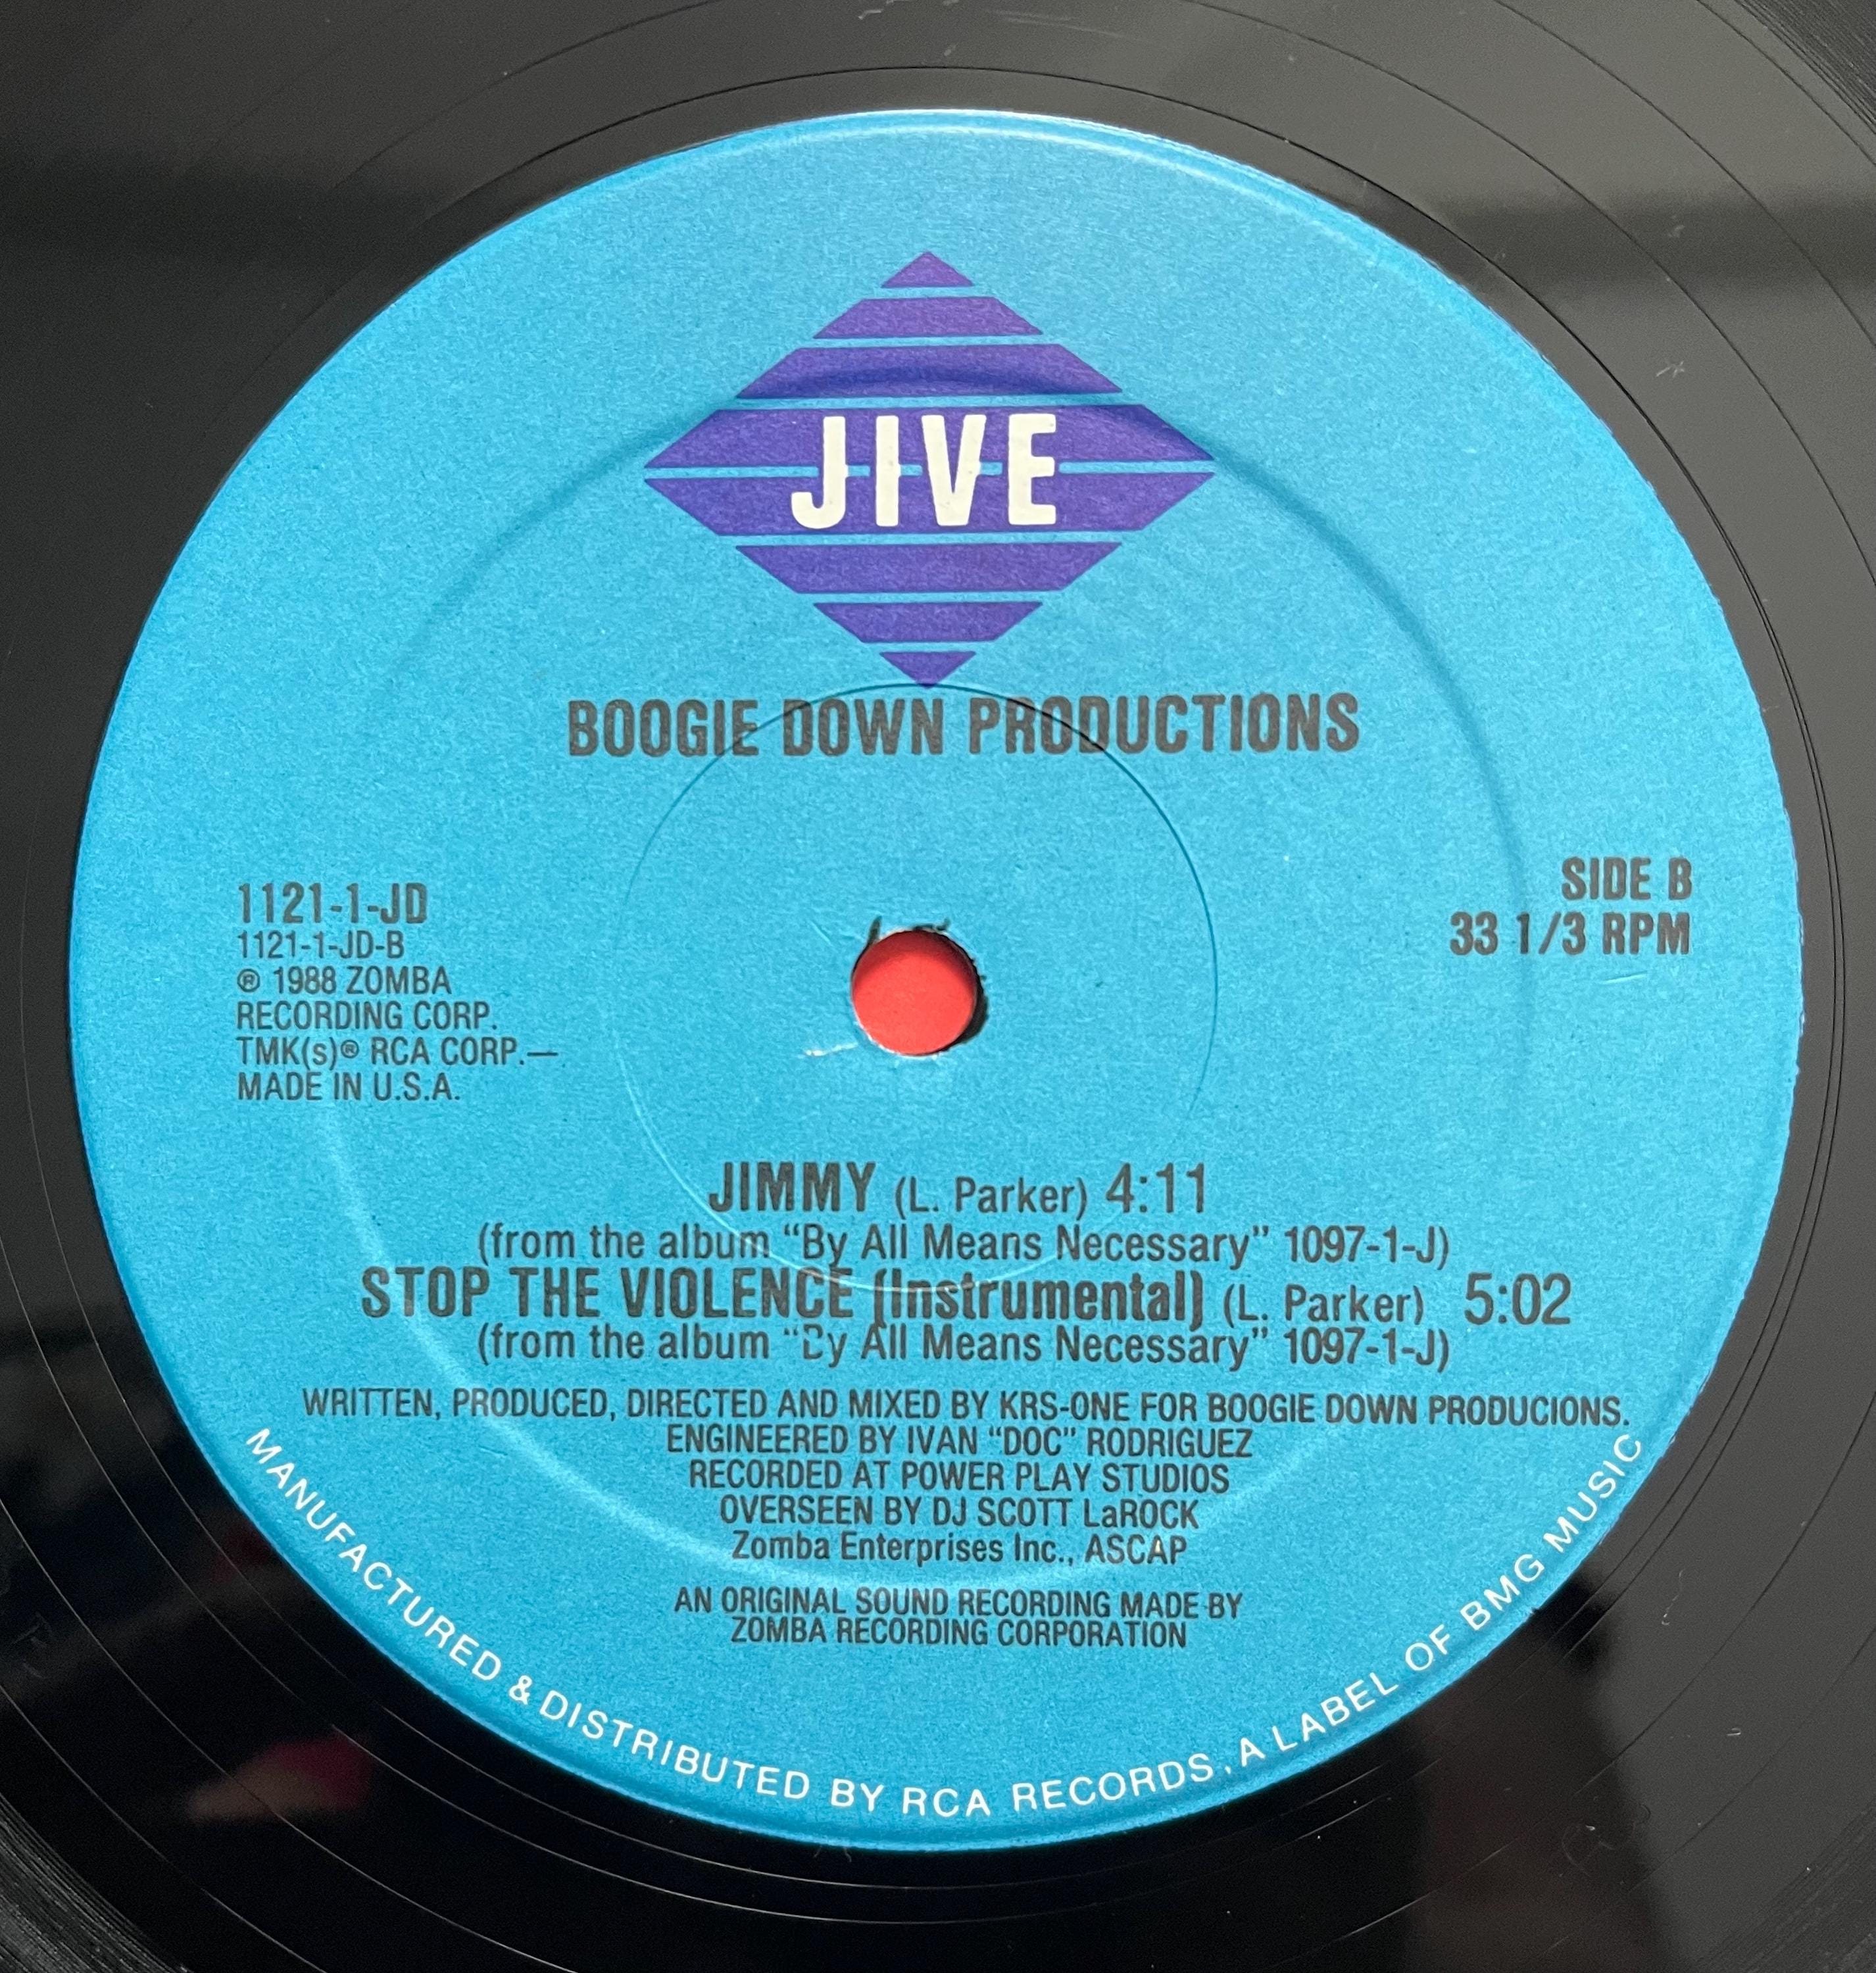 JIVE
BOOGIE DOWN PRODUCTIONS
1121-1-JD
1121-1-JD-B
℗ 1988 ZOMBA
RECORDING CORP.
TMK(s)® RCA CORP.—
MADE IN U.S.A.
SIDE B
33 1/3 RPM
JIMMY (L. Parker) 4:11
(from the album “By All Means Necessary” 1097-1-J)
STOP THE VIOLENCE (Instrumental) (L. Parker) 5:02
(from the album “By All Means Necessary” 1097-1-J)
WRITTEN, PRODUCED, DIRECTED AND MIXED BY KRS-ONE FOR BOOGIE DOWN PRODUCIONS.
ENGINEERED BY IVAN “DOC” RODRIGUEZ
RECORDED AT POWER PLAY STUDIOS
OVERSEEN BY DJ SCOTT LaROCK
Zomba Enterprises Inc., ASCAP
AN ORIGINAL SOUND RECORDING MADE BY
ZOMBA RECORDING CORPORATION
MANUFACTURED & DISTRIBUTED BY RCA RECORDS, A LABEL OF BMG MUSIC